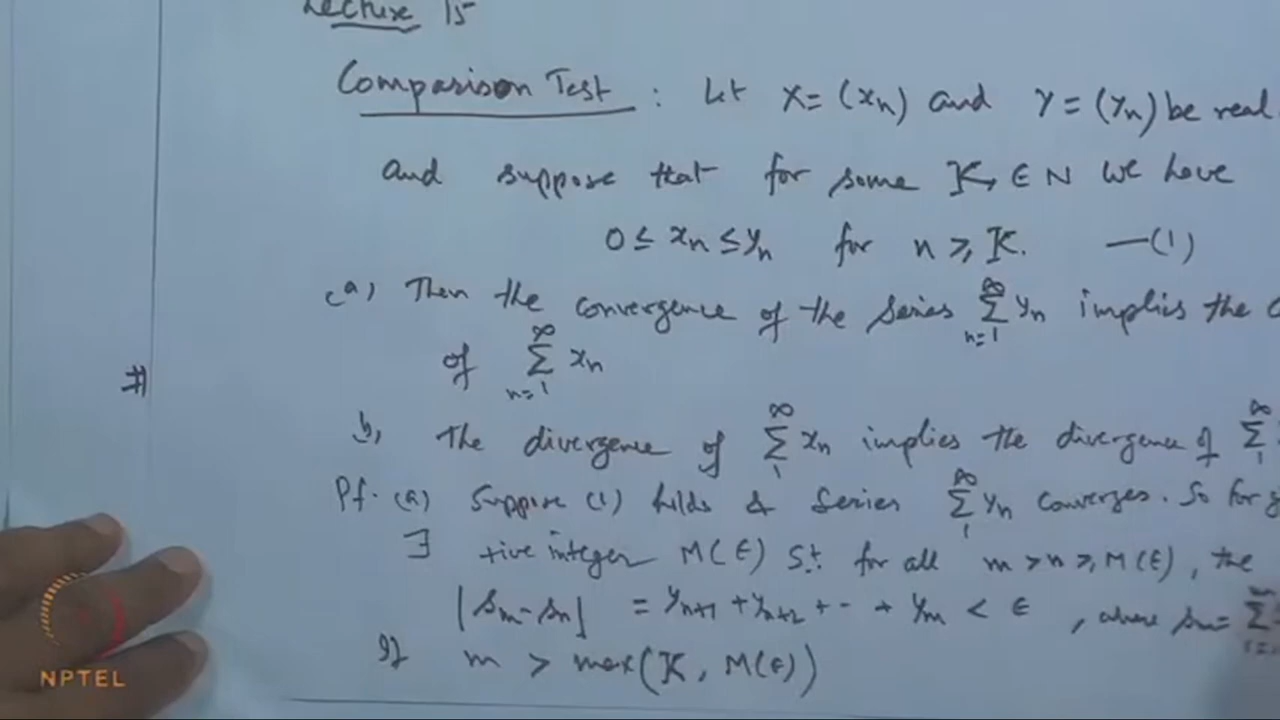 Lecture 15
Comparison Test : Let X = (xn) and Y = (yn) be real
and suppose that for some K ∈ N we have
0 ≤ xn ≤ yn for n ≥ K. —(1)
(a) Then the convergence of the series ∑_{n=1}^{∞} yn implies the
of ∑_{n=1}^{∞} xn
#
b, The divergence of ∑_{1}^{∞} xn implies the divergence of ∑_{1}^{∞}
Pf. (a) Suppose (1) holds & Series ∑_{1}^{∞} yn converges. So for
∃ +ive integer M(ϵ) s.t. for all m > n ≥ M(ϵ), the
|sm - sn| = yn+1 + yn+2 + - - + ym < ϵ , where sm =
If m > max(K, M(ϵ))
NPTEL